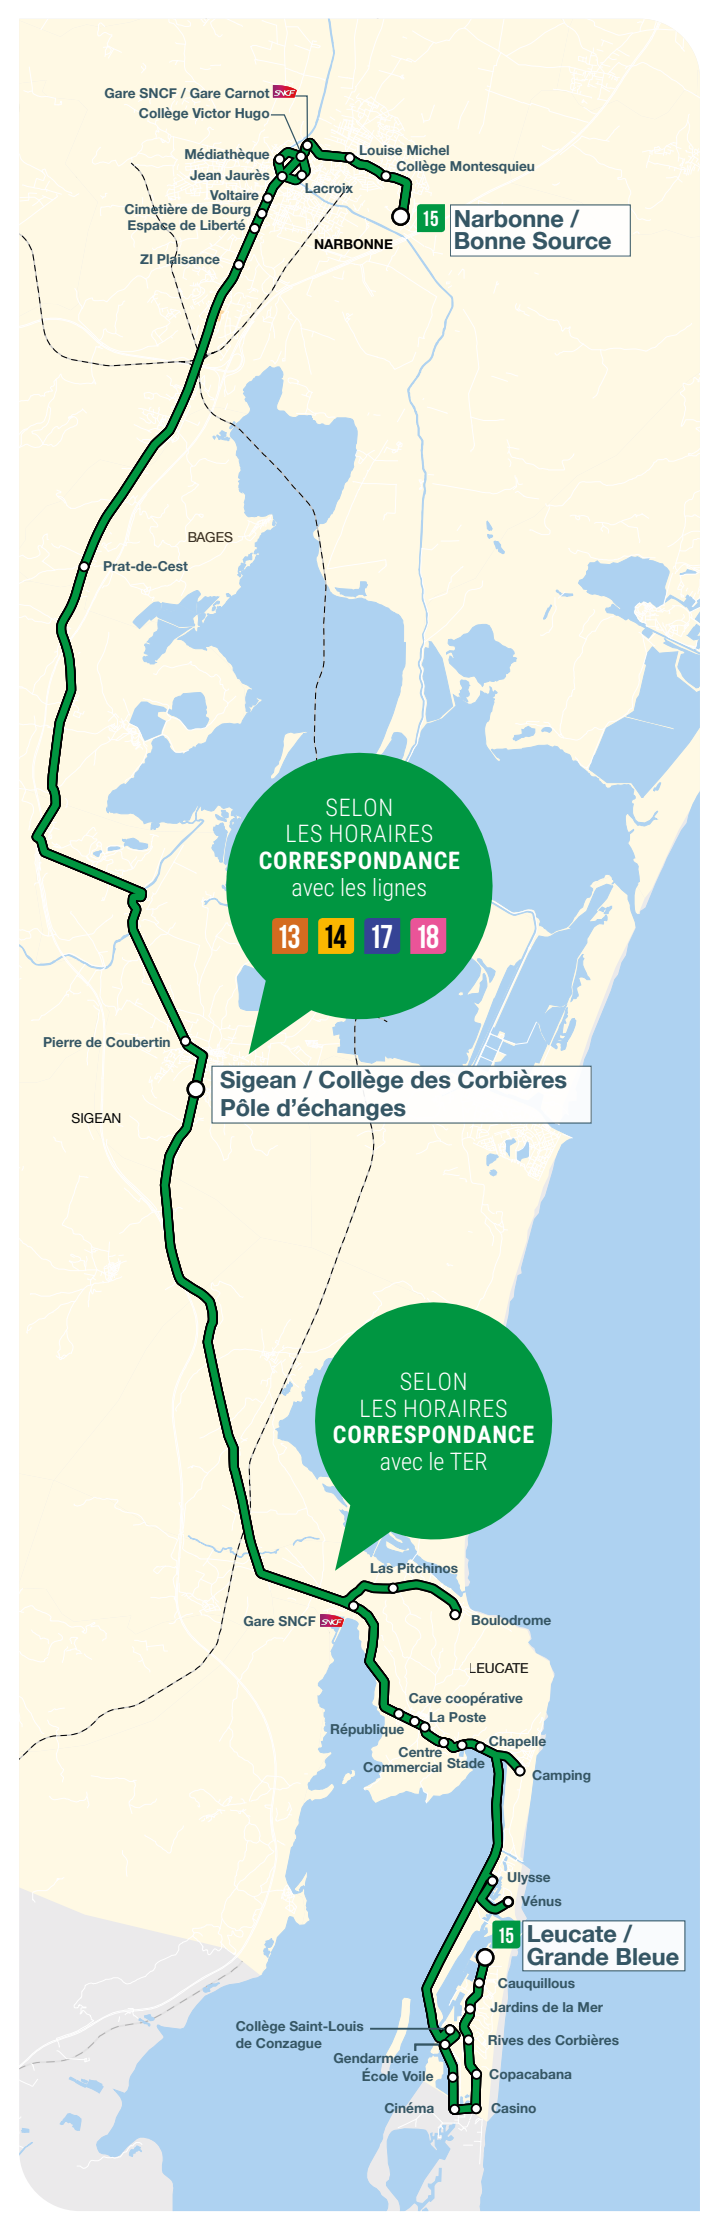 Gare SNCF / Gare Carnot SNCF
Collège Victor Hugo
Médiathèque
Louise Michel
Collège Montesquieu
Jean Jaurès
Lacroix
Voltaire
Cimetière de Bourg
Espace de Liberté
15 Narbonne /
Bonne Source
NARBONNE
ZI Plaisance
BAGES
Prat-de-Cest
SELON
LES HORAIRES
CORRESPONDANCE
avec les lignes
13 14 17 18
Pierre de Coubertin
Sigean / Collège des Corbières
Pôle d'échanges
SIGEAN
SELON
LES HORAIRES
CORRESPONDANCE
avec le TER
Las Pitchinos
Gare SNCF SNCF
Boulodrome
LEUCATE
Cave coopérative
La Poste
République
Chapelle
Centre
Commercial
Stade
Camping
Ulysse
Vénus
15 Leucate /
Grande Bleue
Cauquillous
Jardins de la Mer
Collège Saint-Louis
de Conzague
Rives des Corbières
Gendarmerie
École Voile
Copacabana
Cinéma
Casino